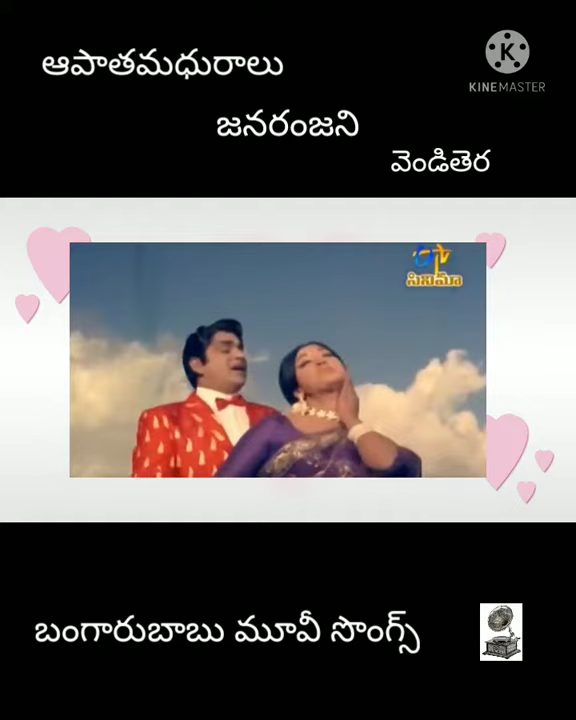 ఆపాతమధురాలు
KINEMASTER
జనరంజని
వెండితెర
సినిమా
బంగారుబాబు మూవీ సొంగ్స్